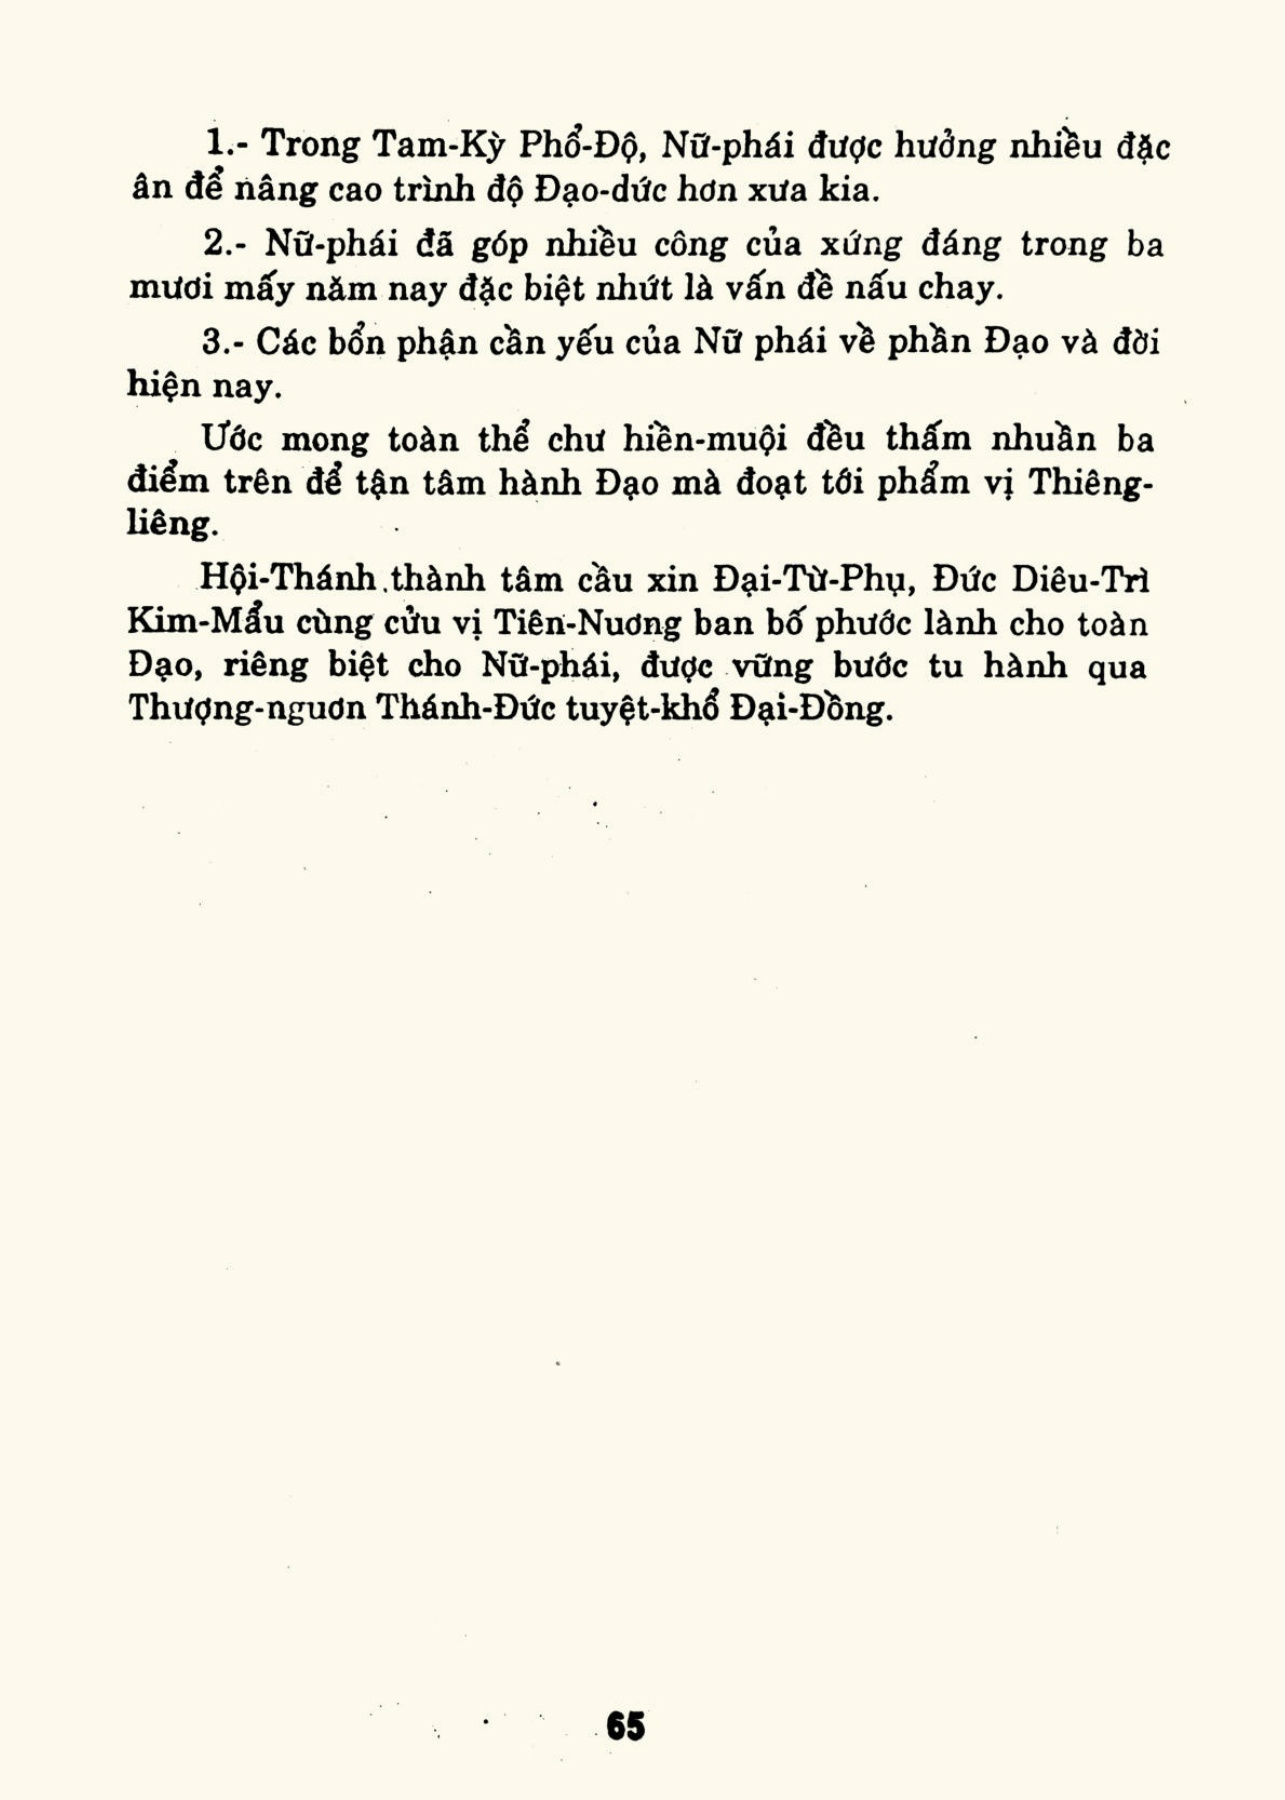 1.- Trong Tam-Kỳ Phổ-Độ, Nữ-phái được hưởng nhiều đặc
ân để nâng cao trình độ Đạo-dức hơn xưa kia.
2.- Nữ-phái đã góp nhiều công của xứng đáng trong ba
mươi mấy năm nay đặc biệt nhứt là vấn đề nấu chay.
3.- Các bổn phận cần yếu của Nữ phái về phần Đạo và đời
hiện nay.
Ước mong toàn thể chư hiền-muội đều thấm nhuần ba
điểm trên để tận tâm hành Đạo mà đoạt tới phẩm vị Thiêng-
liêng.
Hội-Thánh thành tâm cầu xin Đại-Từ-Phụ, Đức Diêu-Trì
Kim-Mẩu cùng cửu vị Tiên-Nương ban bố phước lành cho toàn
Đạo, riêng biệt cho Nữ-phái, được vững bước tu hành qua
Thượng-nguơn Thánh-Đức tuyệt-khổ Đại-Đồng.
65